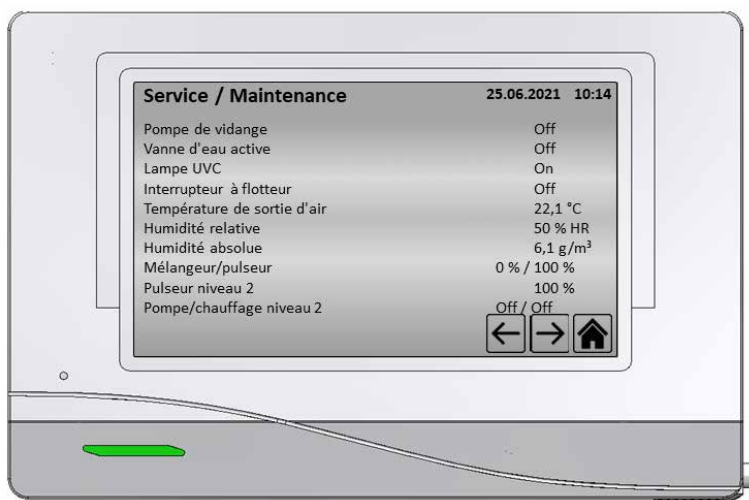 Service / Maintenance 25.06.2021 10:14
Pompe de vidange Off
Vanne d'eau active Off
Lampe UVC On
Interrupteur à flotteur Off
Température de sortie d'air 22,1 °C
Humidité relative 50 % HR
Humidité absolue 6,1 g/m³
Mélangeur/pulseur 0 % / 100 %
Pulseur niveau 2 100 %
Pompe/chauffage niveau 2 Off / Off